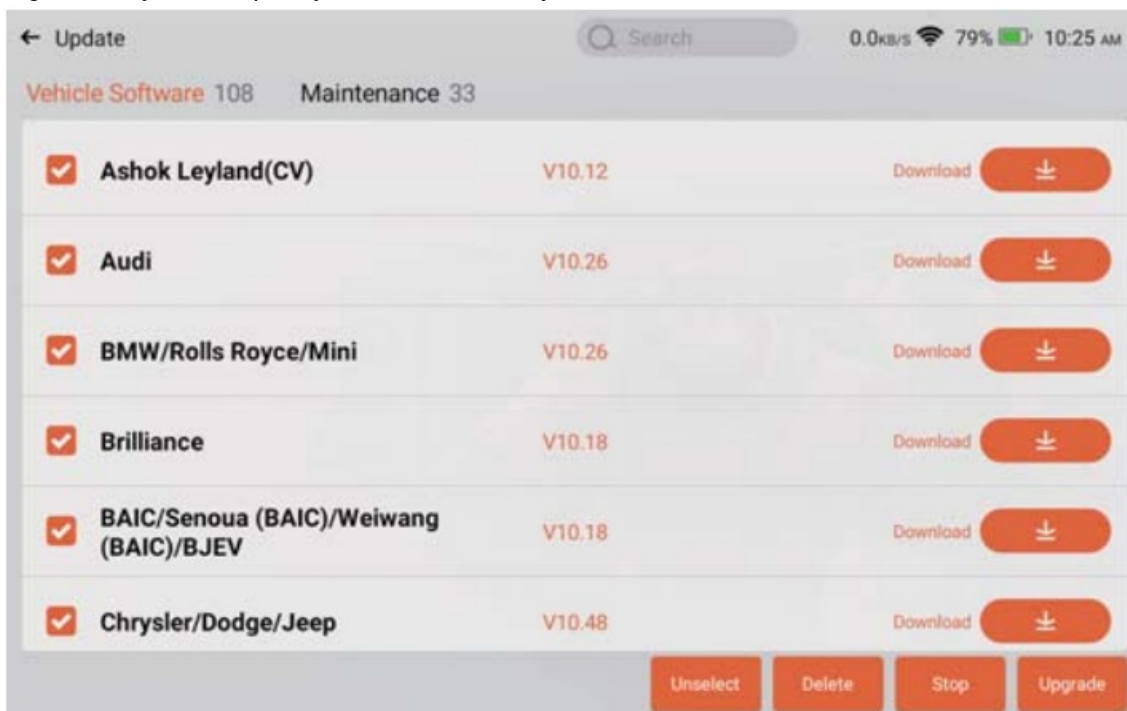 ← Update
Search
0.0KB/s 79% 10:25 AM
Vehicle Software 108 Maintenance 33
Ashok Leyland(CV) V10.12 Download
Audi V10.26 Download
BMW/Rolls Royce/Mini V10.26 Download
Brilliance V10.18 Download
BAIC/Senoua (BAIC)/Weiwang
(BAIC)/BJEV V10.18 Download
Chrysler/Dodge/Jeep V10.48 Download
Unselect Delete Stop Upgrade